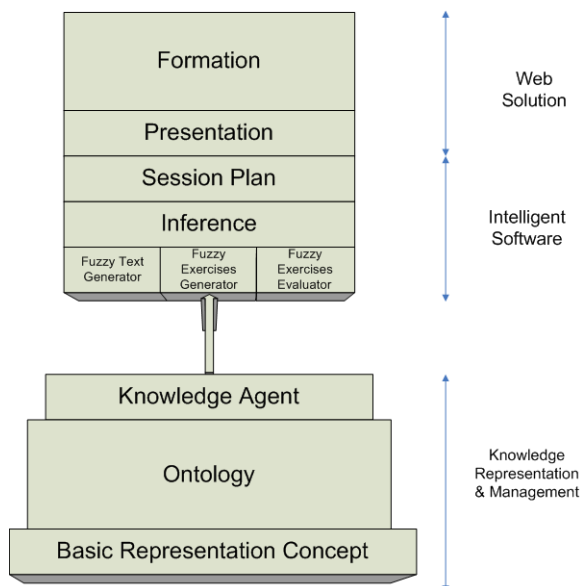 Formation
Web
Solution
Presentation
Session Plan
Inference
Intelligent
Software
Fuzzy Text
Generator
Fuzzy
Exercises
Generator
Fuzzy
Exercises
Evaluator
Knowledge Agent
Ontology
Knowledge
Representation
& Management
Basic Representation Concept